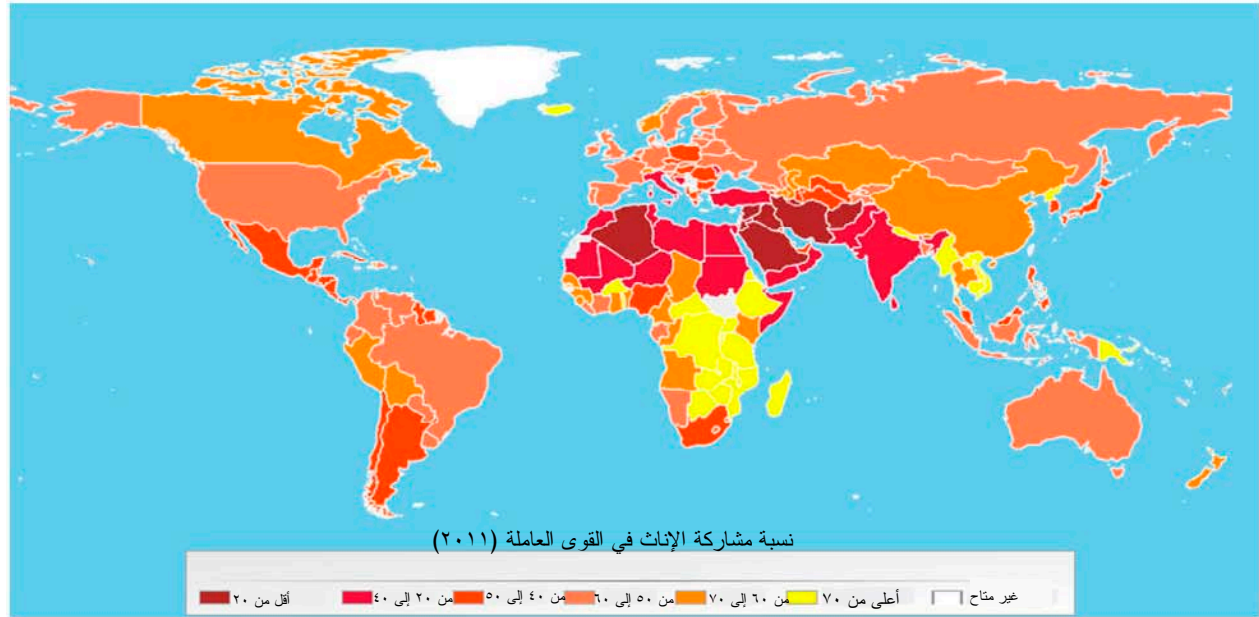 نسبة مشاركة الإناث في القوى العاملة (٢٠١١)
أقل من ٢٠ من ٢٠ إلى ٤٠ من ٤٠ إلى ٥٠ من ٥٠ إلى ٦٠ من ٦٠ إلى ٧٠ أعلى من ٧٠ غير متاح